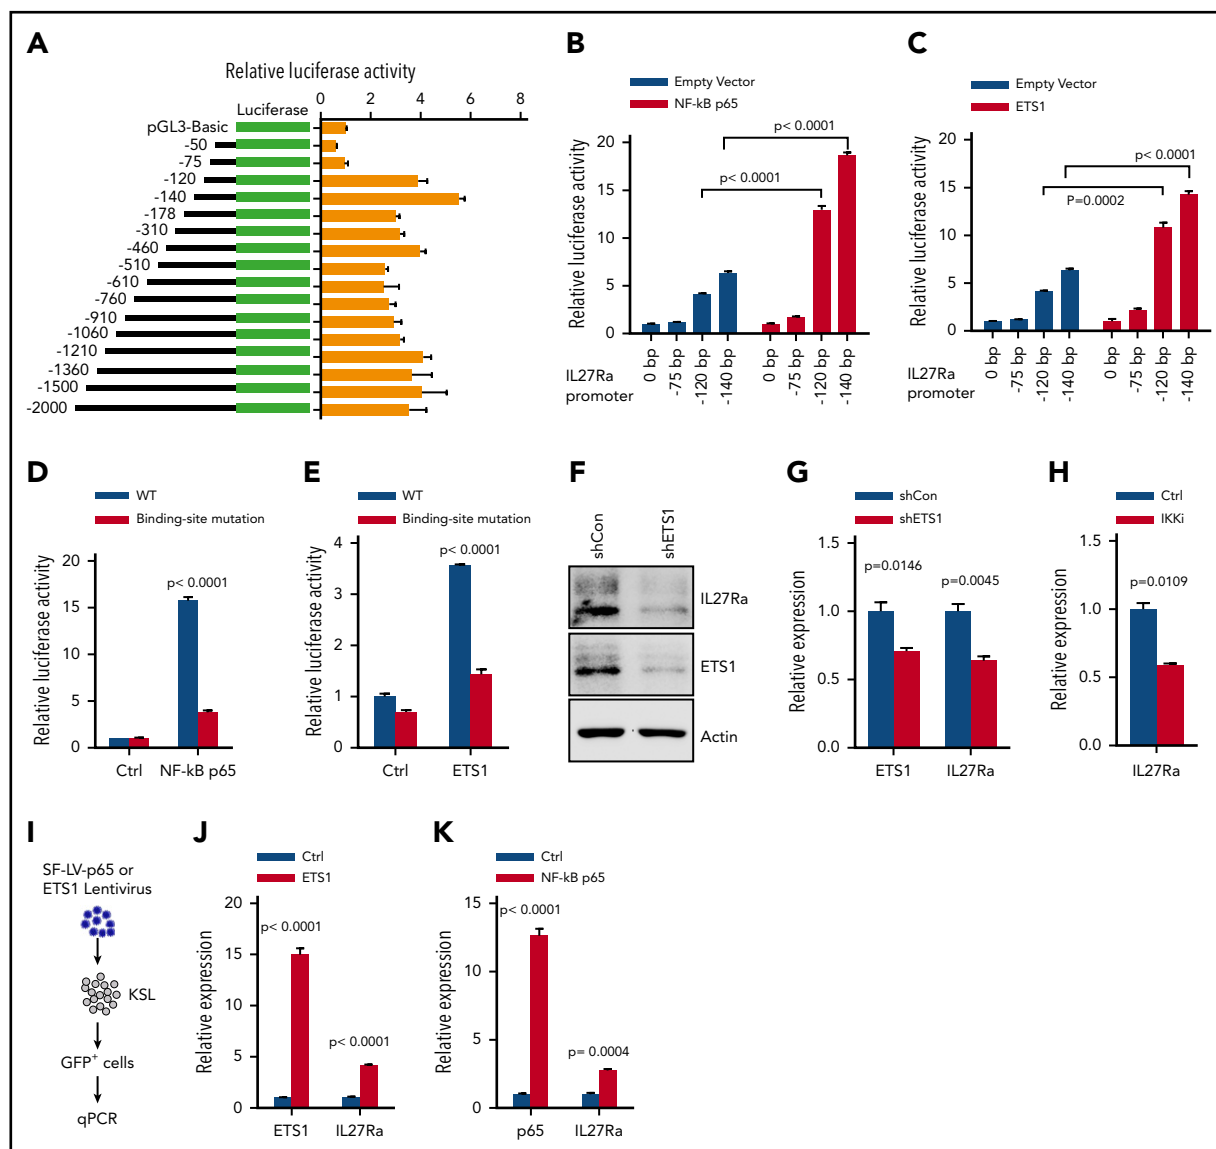 A
Relative luciferase activity
0 2 4 6 8
Luciferase
pGL3-Basic
-50
-75
-120
-140
-178
-310
-460
-510
-610
-760
-910
-1060
-1210
-1360
-1500
-2000
B
Empty Vector
NF-kB p65
Relative luciferase activity
20
15
10
5
0
p< 0.0001
p< 0.0001
IL27Ra
promoter
0 bp
-75 bp
-120 bp
-140 bp
0 bp
-75 bp
-120 bp
-140 bp
C
Empty Vector
ETS1
Relative luciferase activity
20
15
10
5
0
p< 0.0001
P=0.0002
IL27Ra
promoter
0 bp
-75 bp
-120 bp
-140 bp
0 bp
-75 bp
-120 bp
-140 bp
D
WT
Binding-site mutation
Relative luciferase activity
20
15
10
5
0
p< 0.0001
Ctrl NF-kB p65
E
WT
Binding-site mutation
Relative luciferase activity
4
3
2
1
0
p< 0.0001
Ctrl ETS1
F
shCon
shETS1
IL27Ra
ETS1
Actin
G
shCon
shETS1
Relative expression
1.5
1.0
0.5
0.0
p=0.0146
p=0.0045
ETS1 IL27Ra
H
Ctrl
IKKi
Relative expression
1.5
1.0
0.5
0.0
p=0.0109
IL27Ra
I
SF-LV-p65 or
ETS1 Lentivirus
KSL
GFP+ cells
qPCR
J
Ctrl
ETS1
Relative expression
20
15
10
5
0
p< 0.0001
p< 0.0001
ETS1 IL27Ra
K
Ctrl
NF-kB p65
Relative expression
15
10
5
0
p< 0.0001
p= 0.0004
p65 IL27Ra